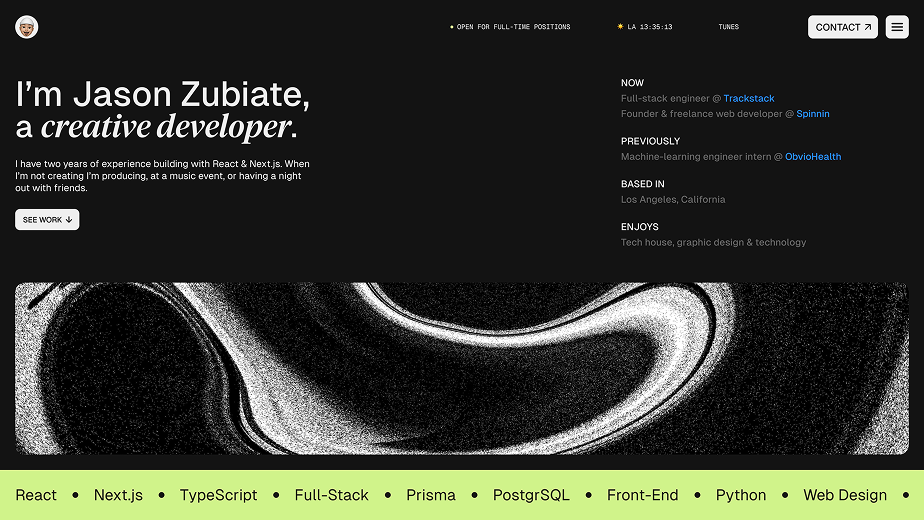 OPEN FOR FULL-TIME POSITIONS
LA 13:35:13
TUNES
CONTACT ↗
I’m Jason Zubiate,
a creative developer.
I have two years of experience building with React & Next.js. When
I’m not creating I’m producing, at a music event, or having a night
out with friends.
SEE WORK ↓
NOW
Full-stack engineer @ Trackstack
Founder & freelance web developer @ Spinnin
PREVIOUSLY
Machine-learning engineer intern @ ObvioHealth
BASED IN
Los Angeles, California
ENJOYS
Tech house, graphic design & technology
React • Next.js • TypeScript • Full-Stack • Prisma • PostgrSQL • Front-End • Python • Web Design •